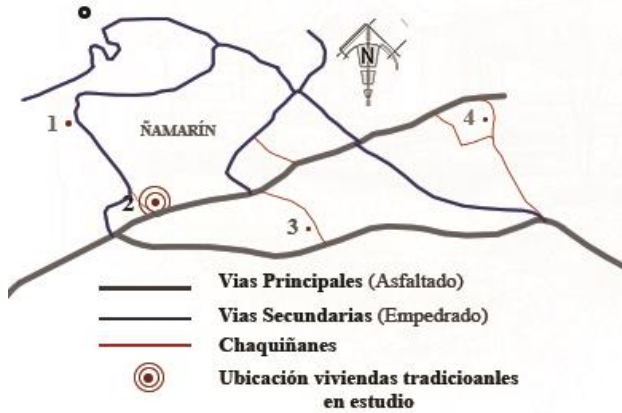 N
1
ÑAMARÍN
4
2
3
Vias Principales (Asfaltado)
Vias Secundarias (Empedrado)
Chaquiñanes
Ubicación viviendas tradicioanles
en estudio